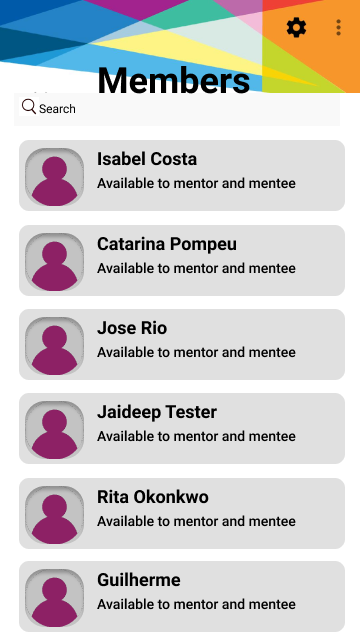 Members
Search
Isabel Costa
Available to mentor and mentee
Catarina Pompeu
Available to mentor and mentee
Jose Rio
Available to mentor and mentee
Jaideep Tester
Available to mentor and mentee
Rita Okonkwo
Available to mentor and mentee
Guilherme
Available to mentor and mentee